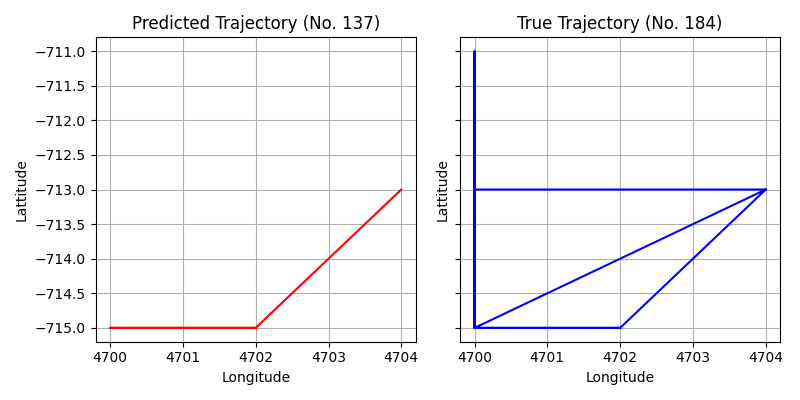 Predicted Trajectory (No. 137)
−711.0
−711.5
−712.0
−712.5
−713.0
−713.5
−714.0
−714.5
−715.0
Lattitude
4700 4701 4702 4703 4704
Longitude
True Trajectory (No. 184)
Lattitude
4700 4701 4702 4703 4704
Longitude